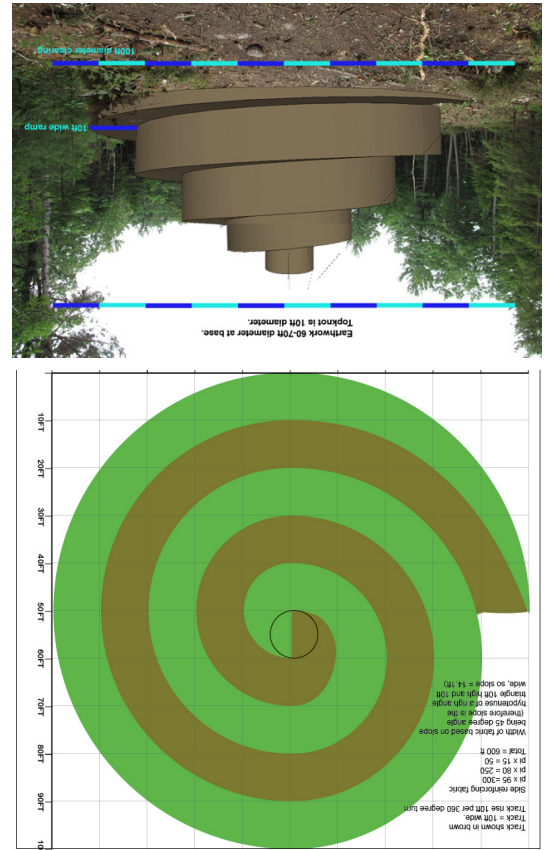 Track shown in brown
Track = 10ft wide.
Track rise 10ft per 360 degree turn
Side reinforcing fabric
pi x 95 =300
pi x 80 = 250
pi x 15 = 50
Total = 600 ft
Width of fabric based on slope
being 45 degree angle
(therefore slope is the
hypotenuse of a righ angle
triangle 10ft high and 10ft
wide, so slope = 14.1ft)
10
90FT
80FT
70FT
60FT
50FT
40FT
30FT
20FT
10FT
Earthwork 60-70ft diameter at base.
Topknot is 10ft diameter.
10ft wide ramp
100ft diameter clearing